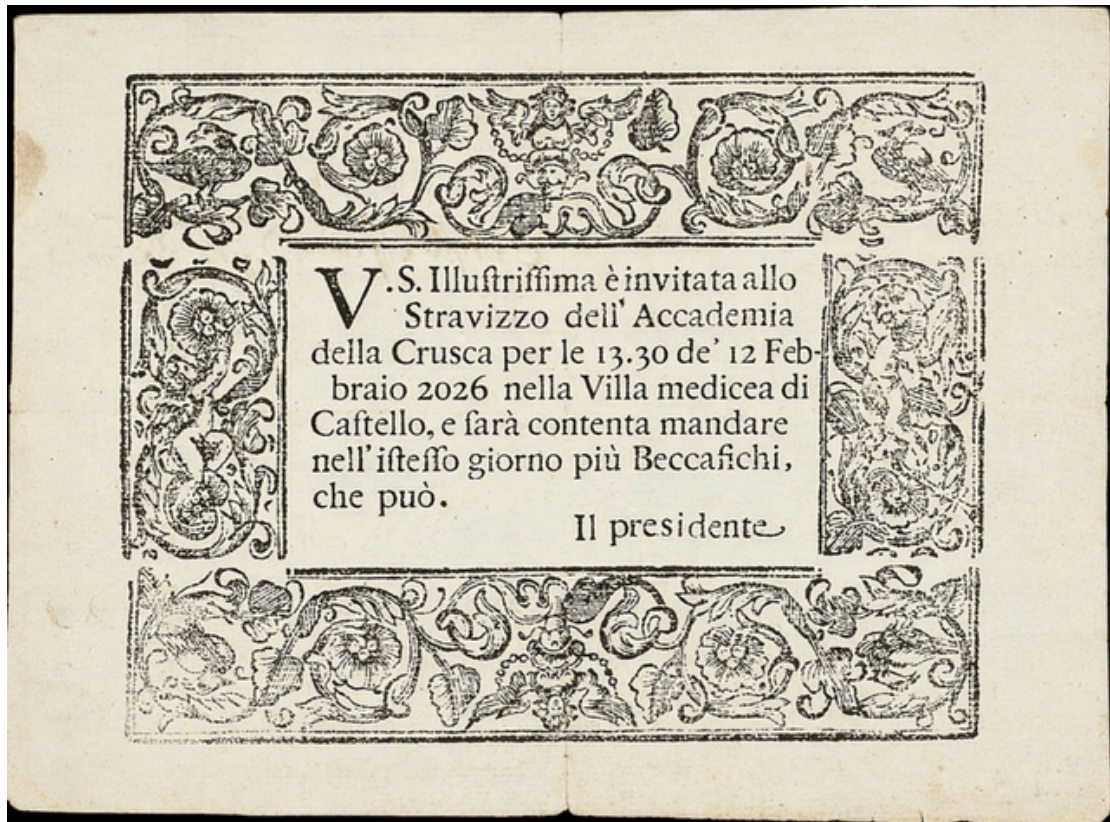 V.S. Illuſtriſſima è invitata allo
Stravizzo dell' Accademia
della Crusca per le 13.30 de' 12 Feb-
braio 2026 nella Villa medicea di
Caſtello, e ſarà contenta mandare
nell'iſteſſo giorno più Beccafichi,
che può.
Il presidente